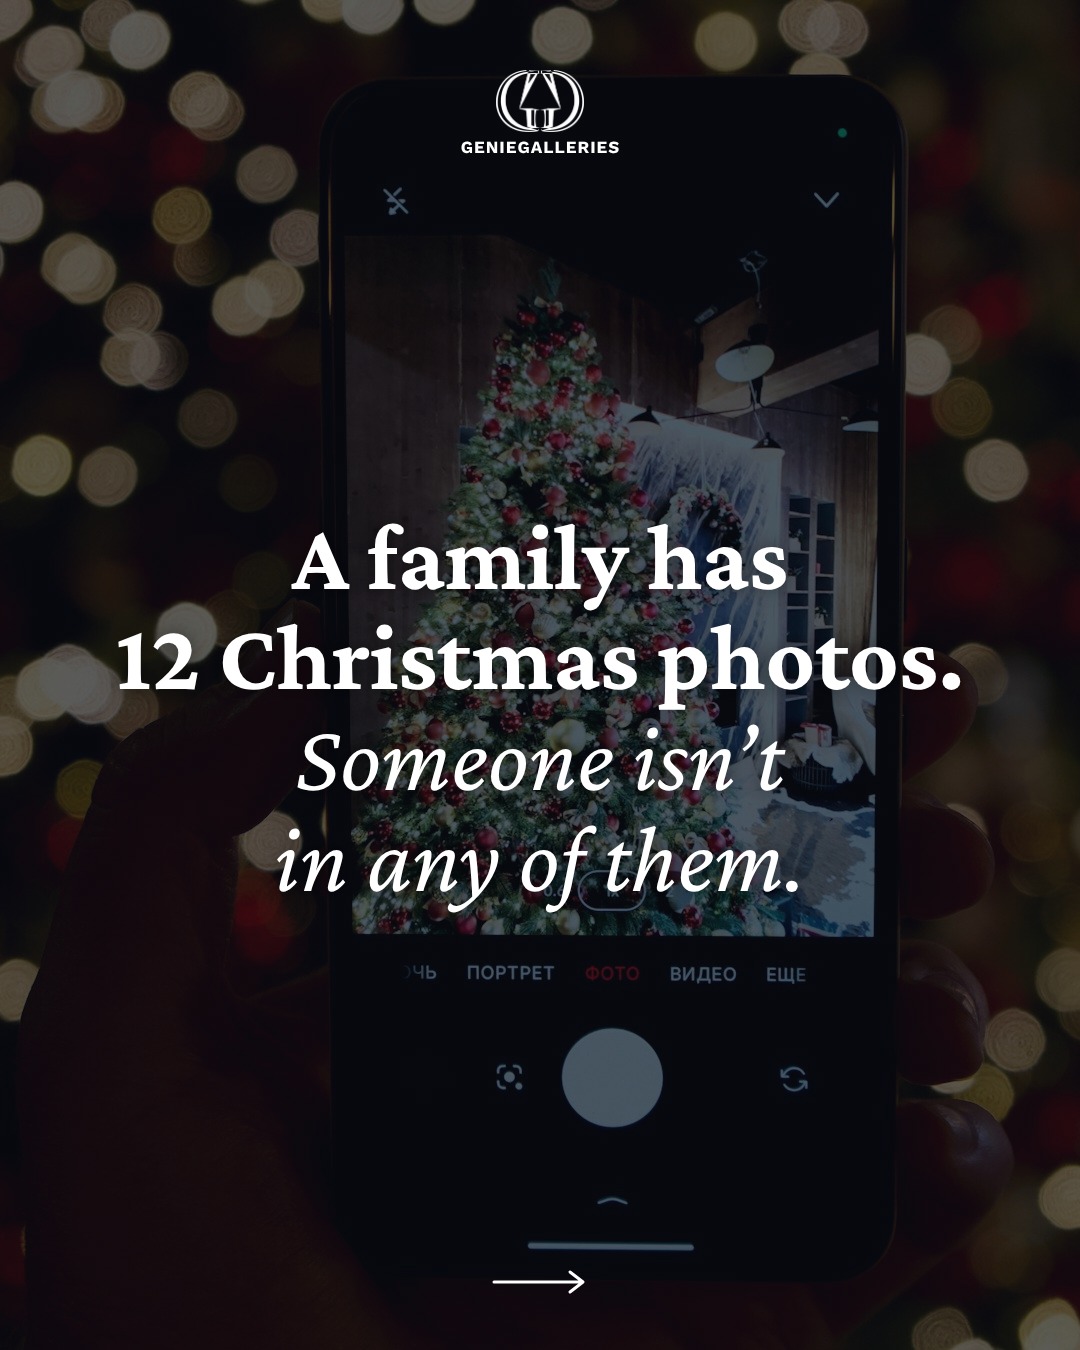 GENIEGALLERIES
A family has
12 Christmas photos.
Someone isn’t
in any of them.
ПОРТРЕТ ФОТО ВИДЕО ЕЩЕ